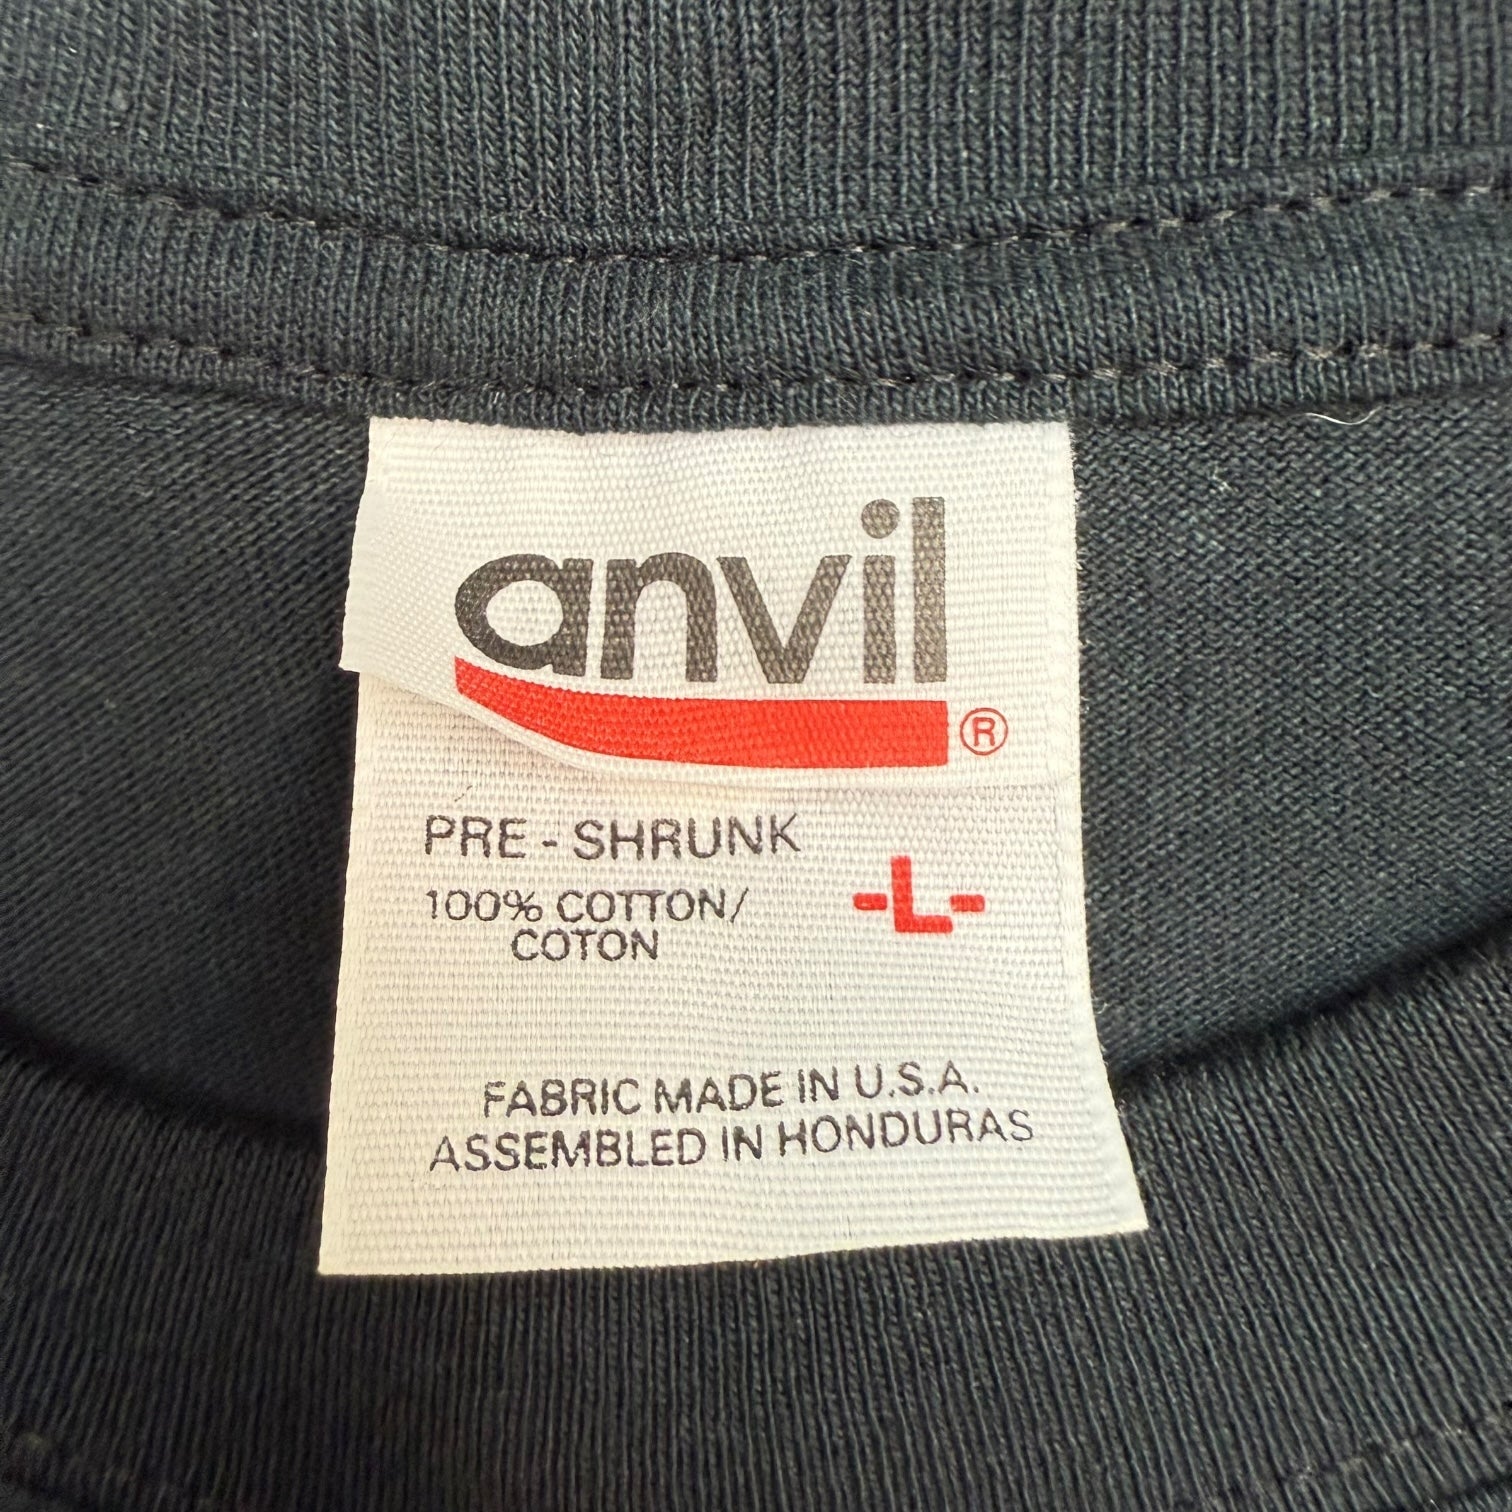 anvil ®
PRE-SHRUNK
100% COTTON/
COTON
-L-
FABRIC MADE IN U.S.A.
ASSEMBLED IN HONDURAS